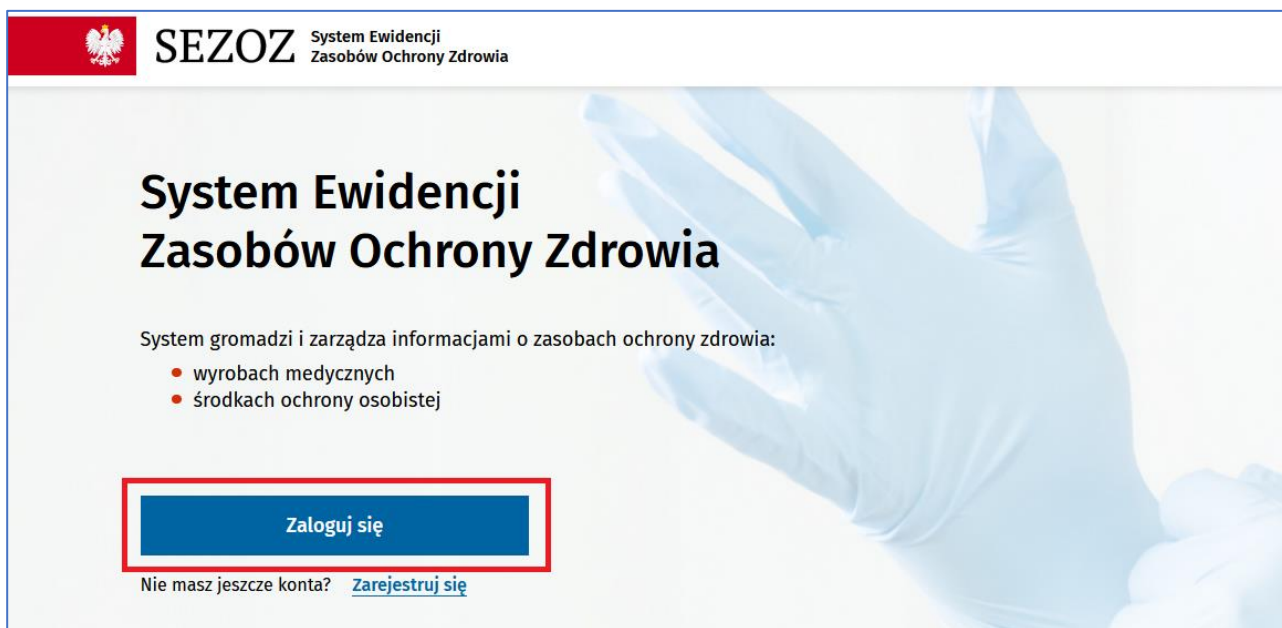 SEZOZ System Ewidencji
Zasobów Ochrony Zdrowia
System Ewidencji
Zasobów Ochrony Zdrowia
System gromadzi i zarządza informacjami o zasobach ochrony zdrowia:
• wyrobach medycznych
• środkach ochrony osobistej
Zaloguj się
Nie masz jeszcze konta? Zarejestruj się